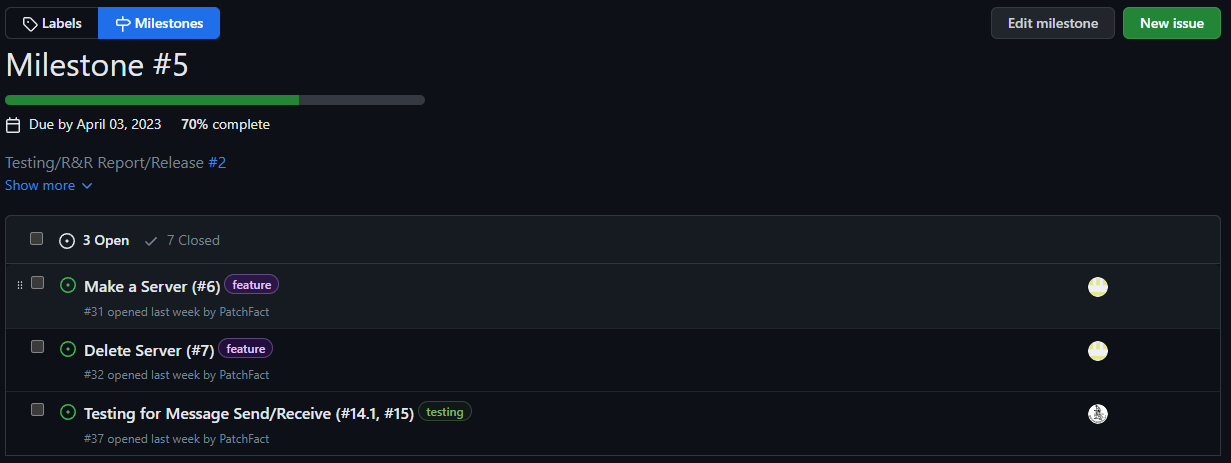 Labels Milestones Edit milestone New issue
Milestone #5
Due by April 03, 2023 70% complete
Testing/R&R Report/Release #2
Show more
3 Open 7 Closed
Make a Server (#6) feature
#31 opened last week by PatchFact
Delete Server (#7) feature
#32 opened last week by PatchFact
Testing for Message Send/Receive (#14.1, #15) testing
#37 opened last week by PatchFact